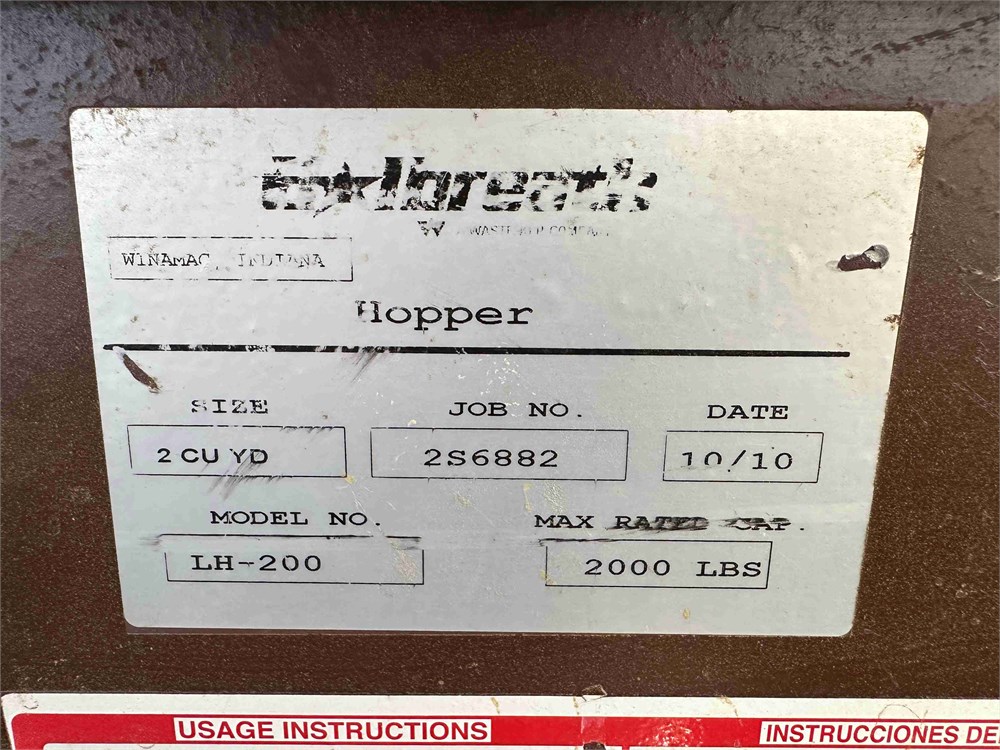 WINAMAC, INDIANA
Hopper
SIZE JOB NO. DATE
2 CU YD 2S6882 10/10
MODEL NO. MAX RATED CAP.
LH-200 2000 LBS
USAGE INSTRUCTIONS INSTRUCCIONES DE